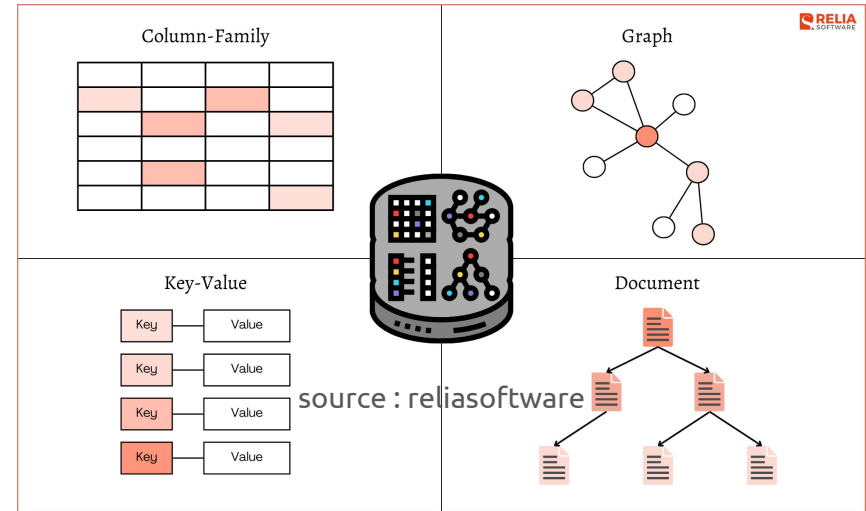 Column-Family
Graph
RELIA
SOFTWARE
Key-Value
Key
Value
Key
Value
Key
Value
Key
Value
Document
source : reliasoftware